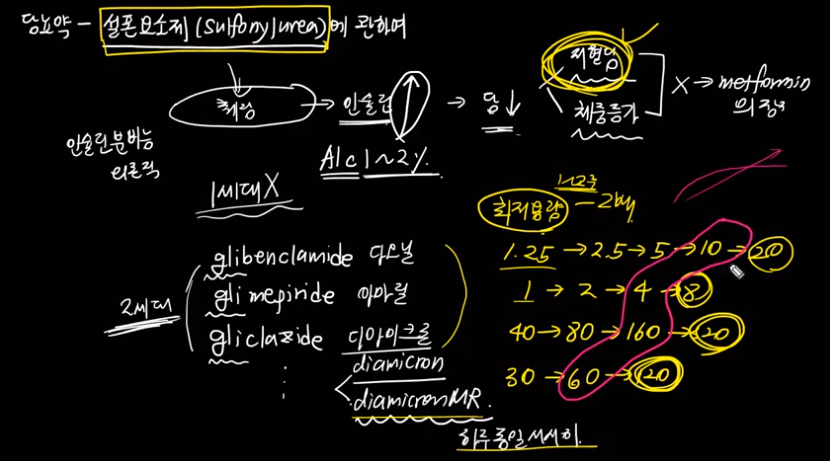 당뇨약 - 설폰요소제 (Sulfonylurea)에 관하여
췌장 → 인슐린 ↑ → 당 ↓
저혈당
체중증가
X → metformin의 장점
인슐린분비능
의존적
A1c 1~2%
1세대 X
1~2주
최저용량 - 2배씩
2세대
glibenclamide 다오닐 1.25 → 2.5 → 5 → 10 → 20
glimepiride 아마릴 1 → 2 → 4 → 8
gliclazide 디아미크롱 40 → 80 → 160 → 320
diamicron 30 → 60 → 120
diamicronMR.
하루종일 서서히